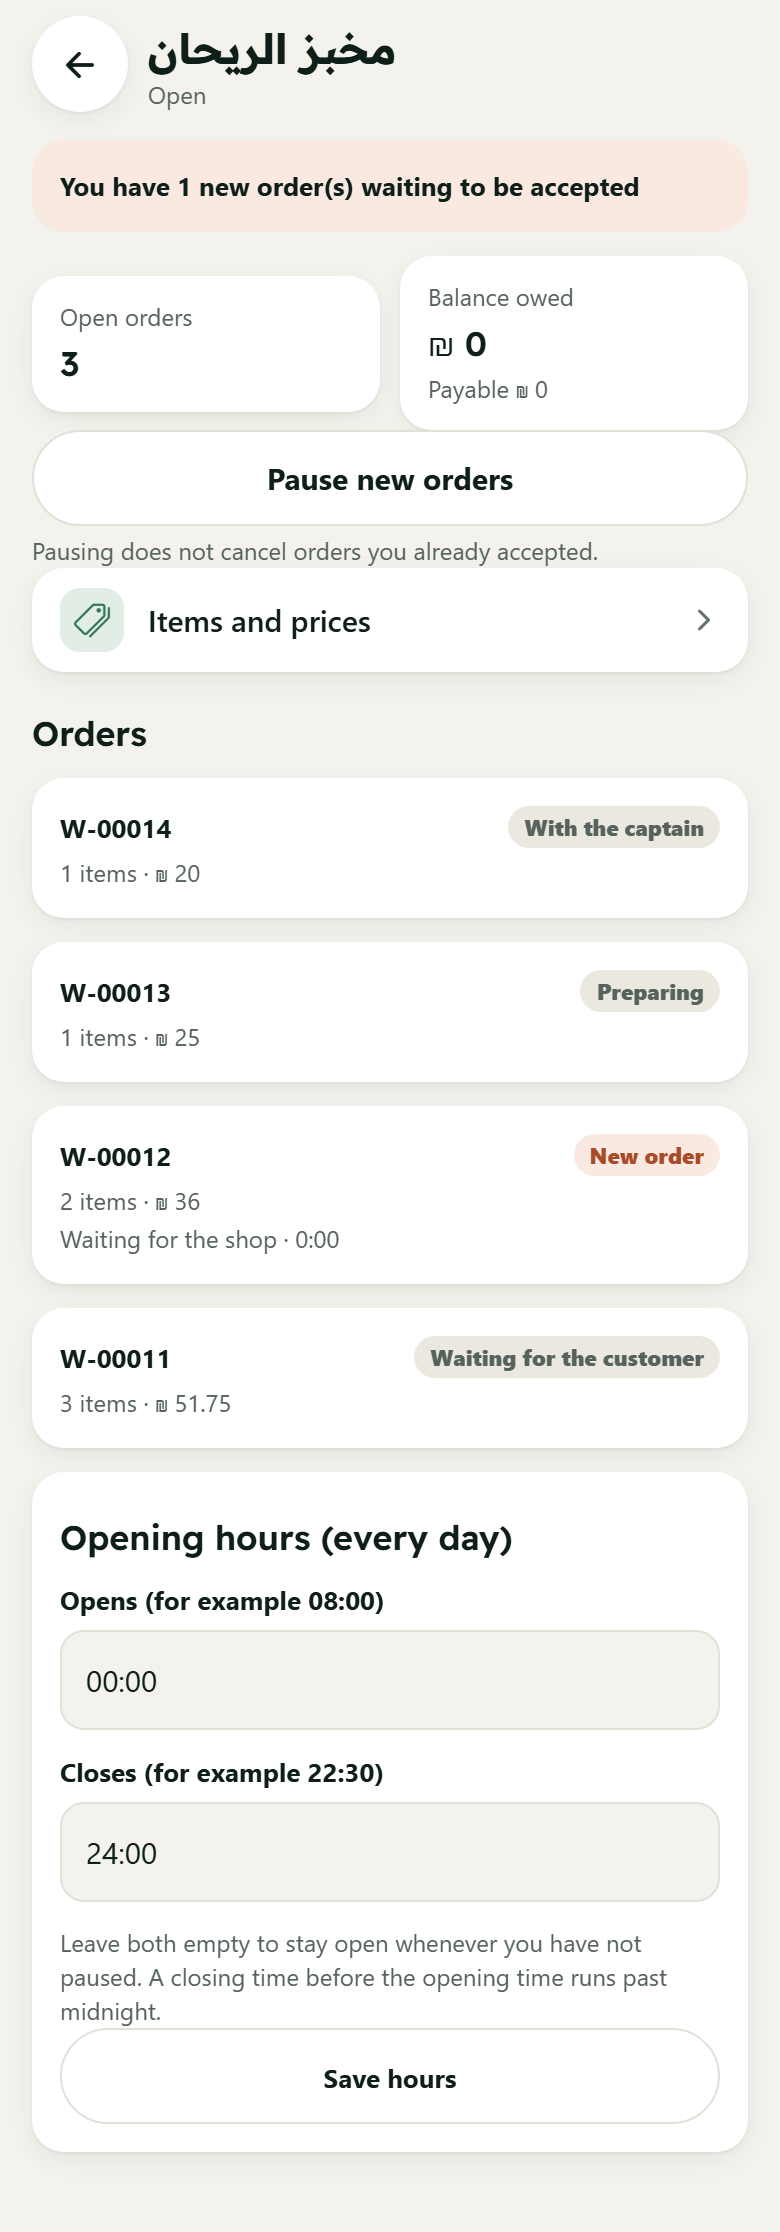 مخبز الريحان
Open
You have 1 new order(s) waiting to be accepted
Open orders
3
Balance owed
₪ 0
Payable ₪ 0
Pause new orders
Pausing does not cancel orders you already accepted.
Items and prices
Orders
W-00014
With the captain
1 items · ₪ 20
W-00013
Preparing
1 items · ₪ 25
W-00012
New order
2 items · ₪ 36
Waiting for the shop · 0:00
W-00011
Waiting for the customer
3 items · ₪ 51.75
Opening hours (every day)
Opens (for example 08:00)
00:00
Closes (for example 22:30)
24:00
Leave both empty to stay open whenever you have not
paused. A closing time before the opening time runs past
midnight.
Save hours